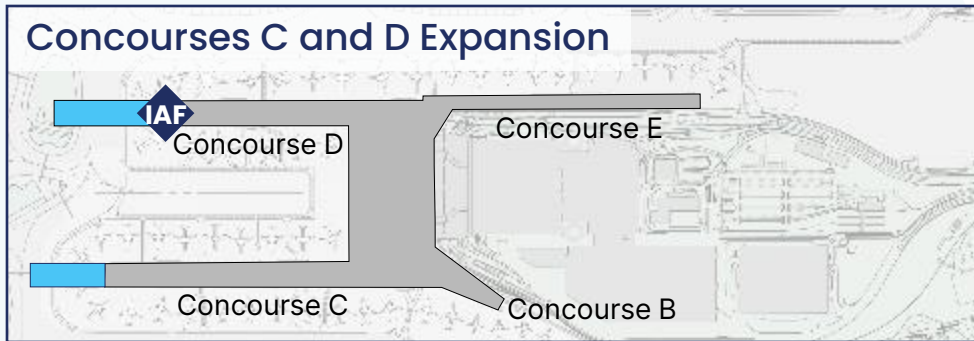 Concourses C and D Expansion
IAF
Concourse D
Concourse E
Concourse C
Concourse B